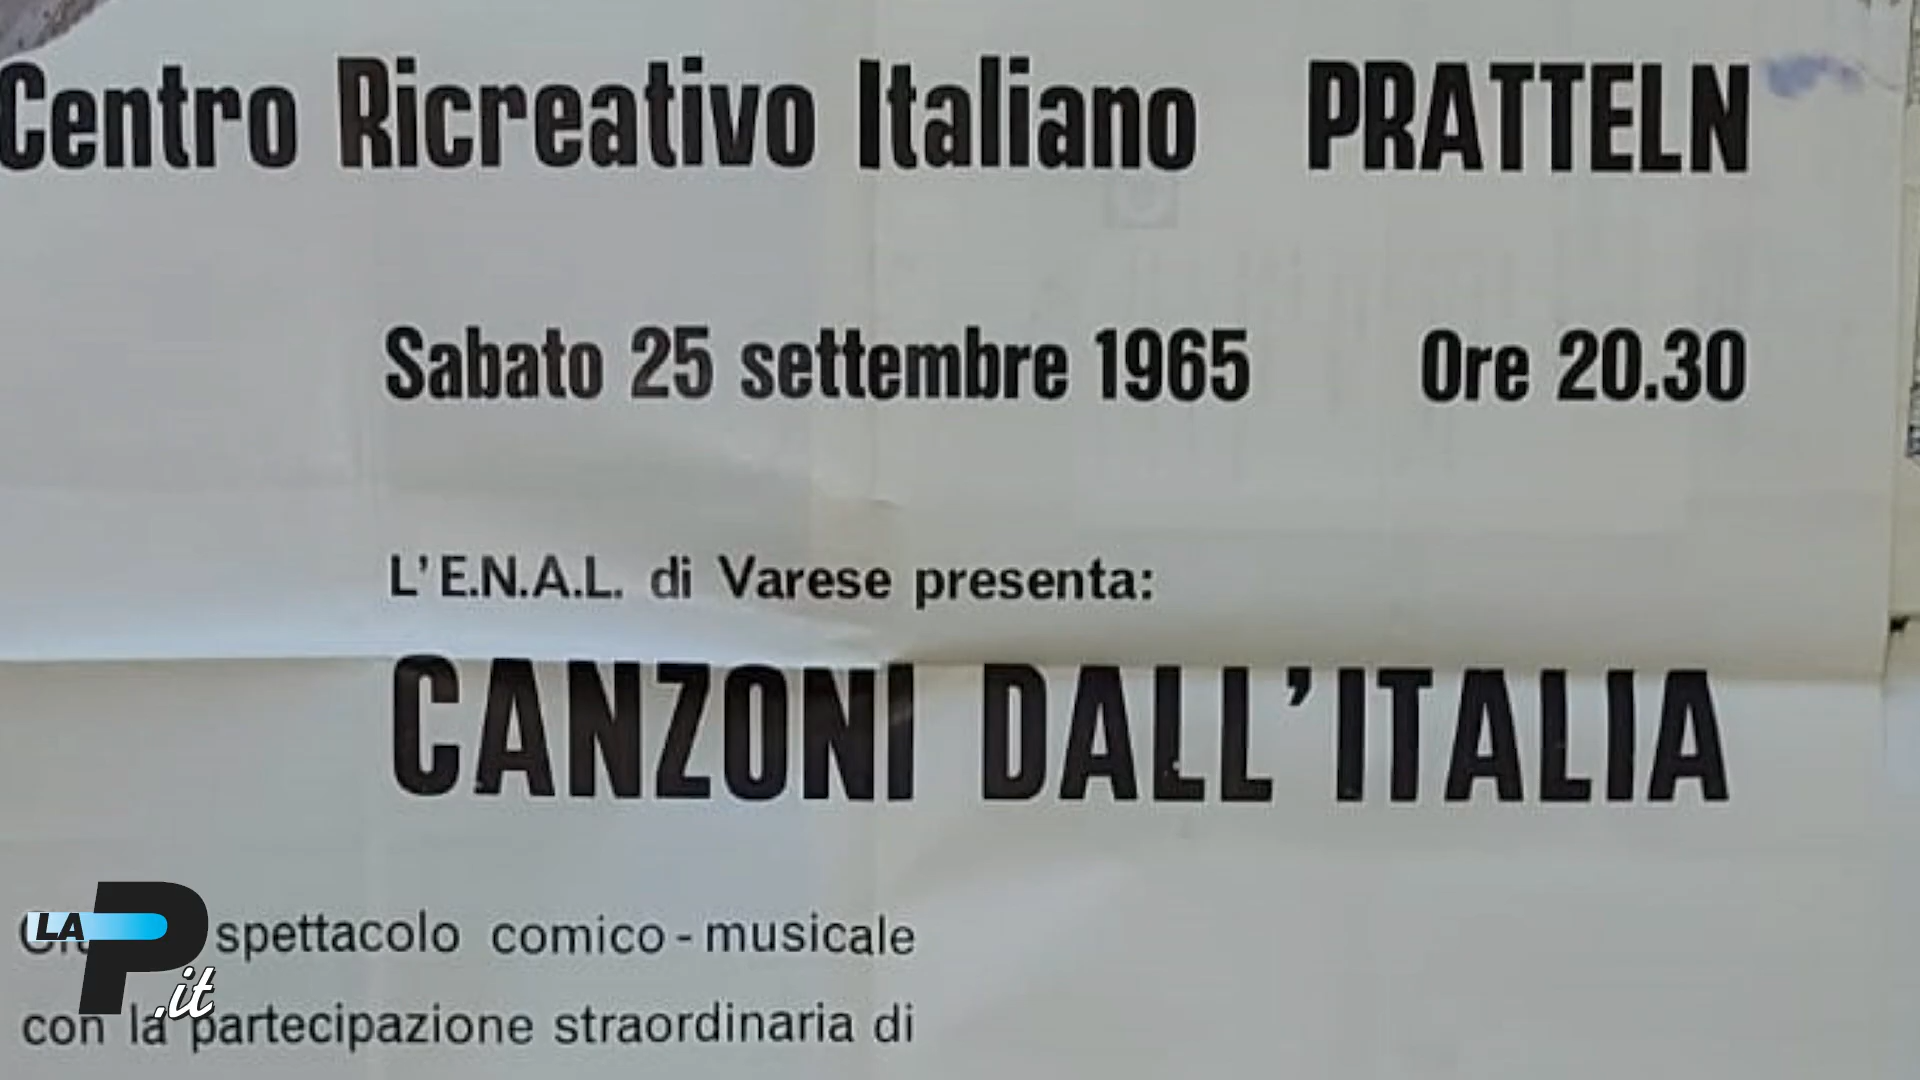 Centro Ricreativo Italiano PRATTELN
Sabato 25 settembre 1965 Ore 20.30
L'E.N.A.L. di Varese presenta:
CANZONI DALL'ITALIA
spettacolo comico - musicale
con la partecipazione straordinaria di
LA P.it